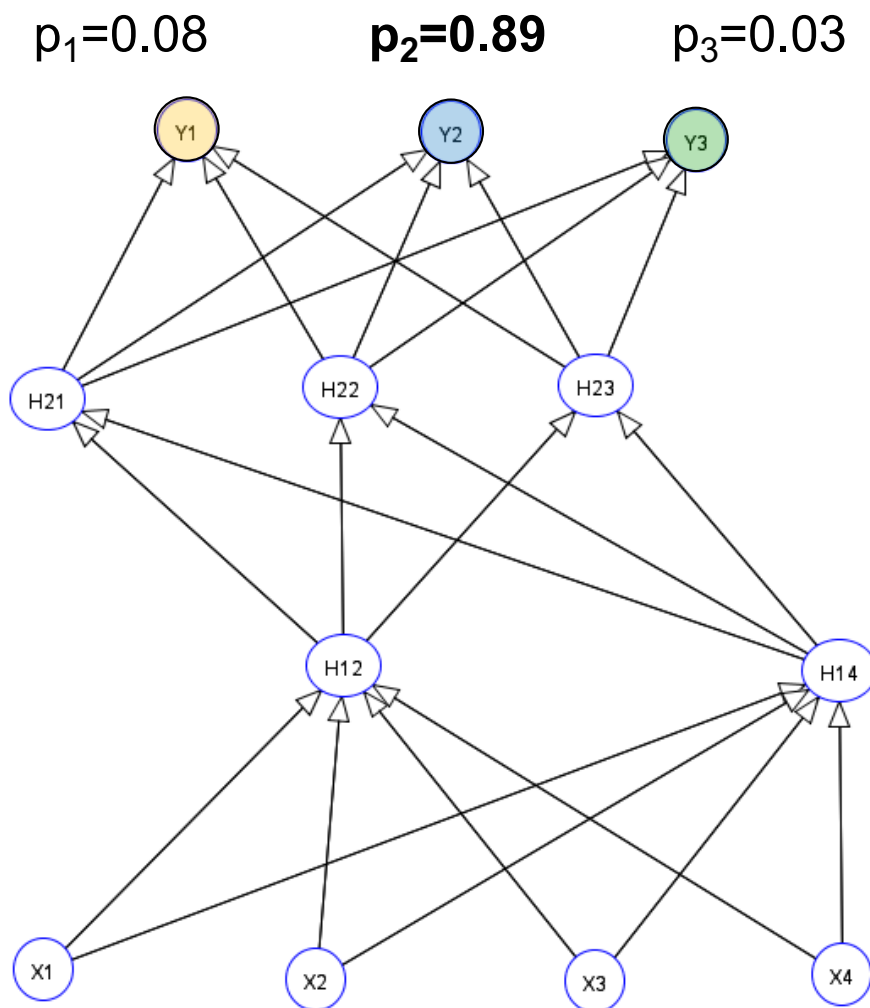 p₁=0.08 p₂=0.89 p₃=0.03
Y1 Y2 Y3
H21 H22 H23
H12 H14
X1 X2 X3 X4